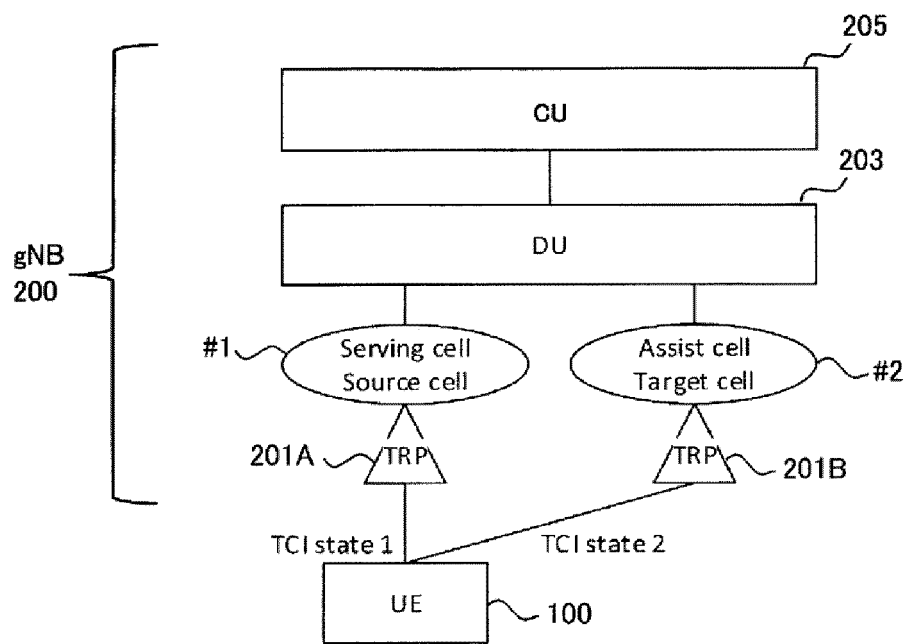 205
CU
203
DU
gNB
200
#1
Serving cell
Source cell
Assist cell
Target cell
#2
201A
TRP
TRP
201B
TCI state 1
TCI state 2
UE
100